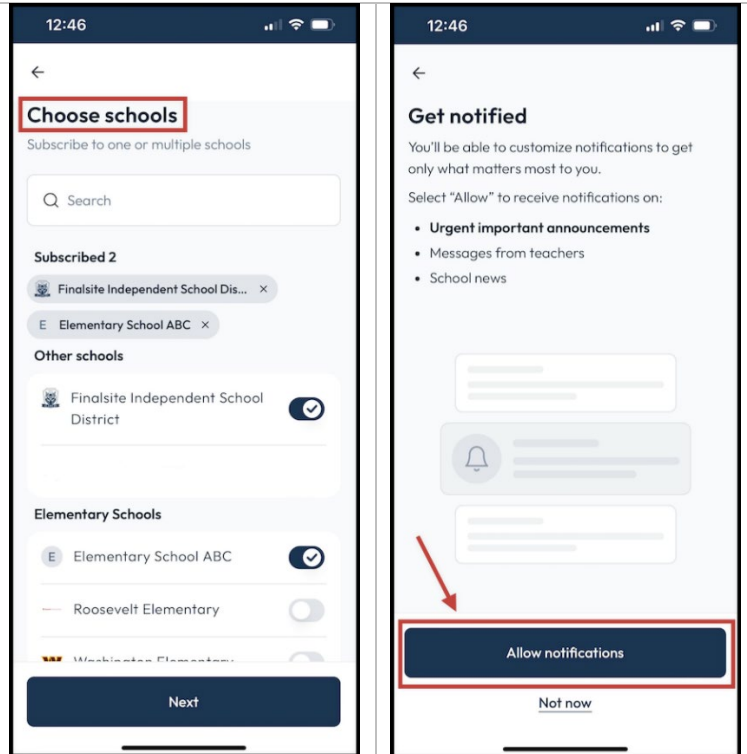 12:46
←
Choose schools
Subscribe to one or multiple schools
Search
Subscribed 2
Finalsite Independent School Dis... ×
E Elementary School ABC ×
Other schools
Finalsite Independent School
District
Elementary Schools
E Elementary School ABC
Roosevelt Elementary
Washington Elementary
Next
12:46
←
Get notified
You'll be able to customize notifications to get
only what matters most to you.
Select “Allow” to receive notifications on:
• Urgent important announcements
• Messages from teachers
• School news
Allow notifications
Not now